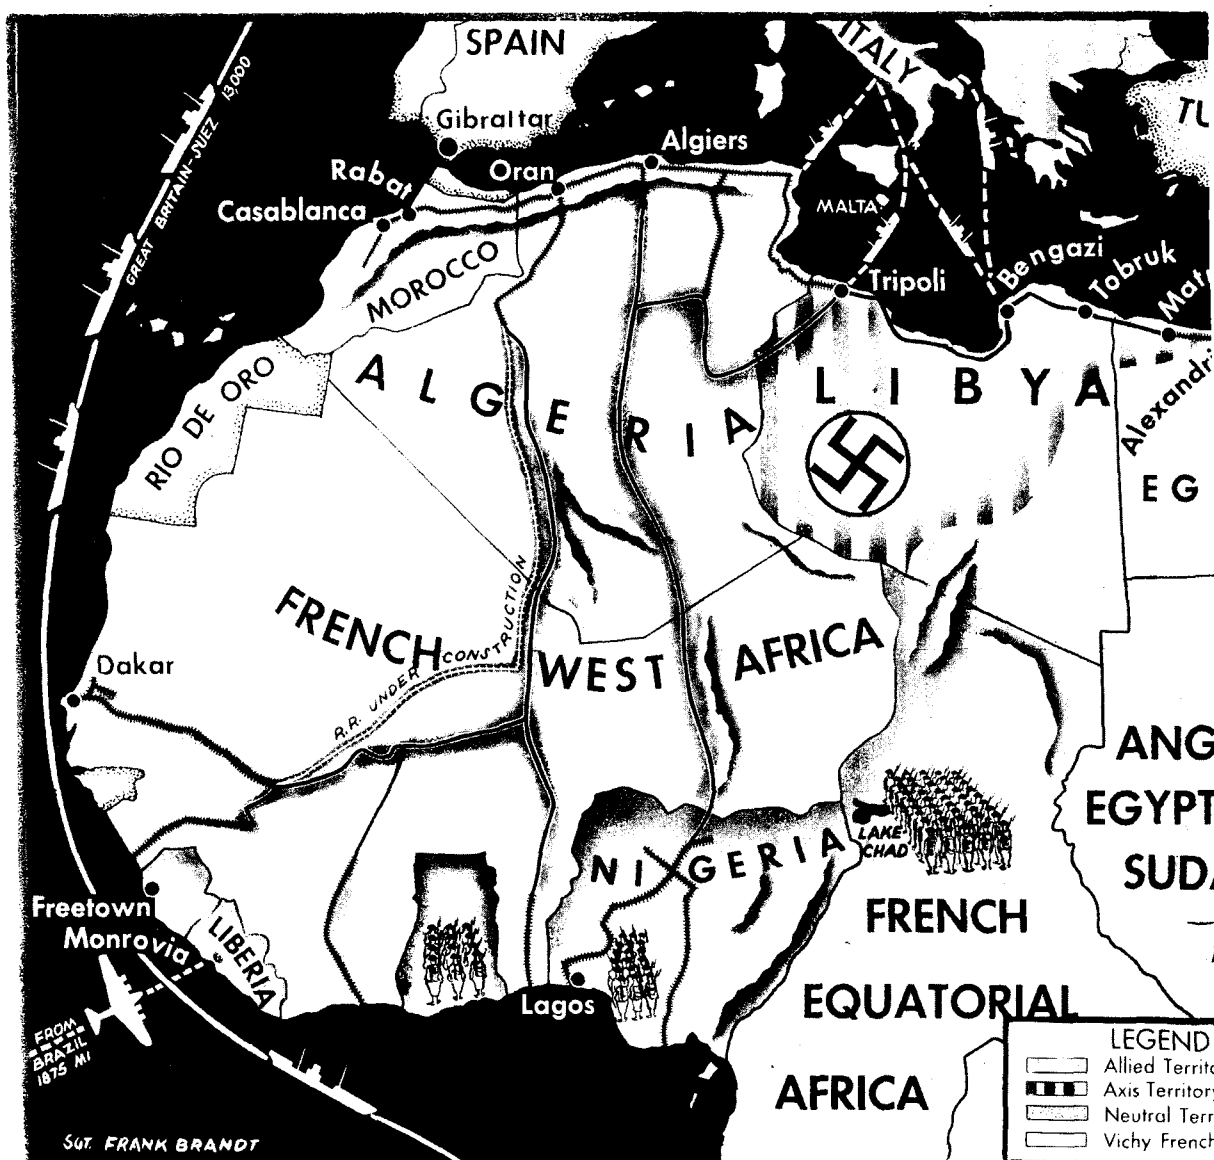 SPAIN
ITALY
TU
13,000
GREAT BRITAIN-SUEZ
Gibraltar
Algiers
Oran
Rabat
Casablanca
MALTA
MOROCCO
Tripoli
Bengazi
Tobruk
Mat
Alexandr
RIO DE ORO
ALGERIA
LIBYA
EG
FRENCH WEST AFRICA
R.R. UNDER CONSTRUCTION
Dakar
ANG
EGYPT
SUDA
LAKE-
CHAD
NIGERIA
Freetown
Monrovia
LIBERIA
Lagos
FRENCH
EQUATORIAL
AFRICA
FROM
BRAZIL
1875 MI
SGT. FRANK BRANDT
LEGEND
Allied Territo
Axis Territory
Neutral Terr
Vichy French